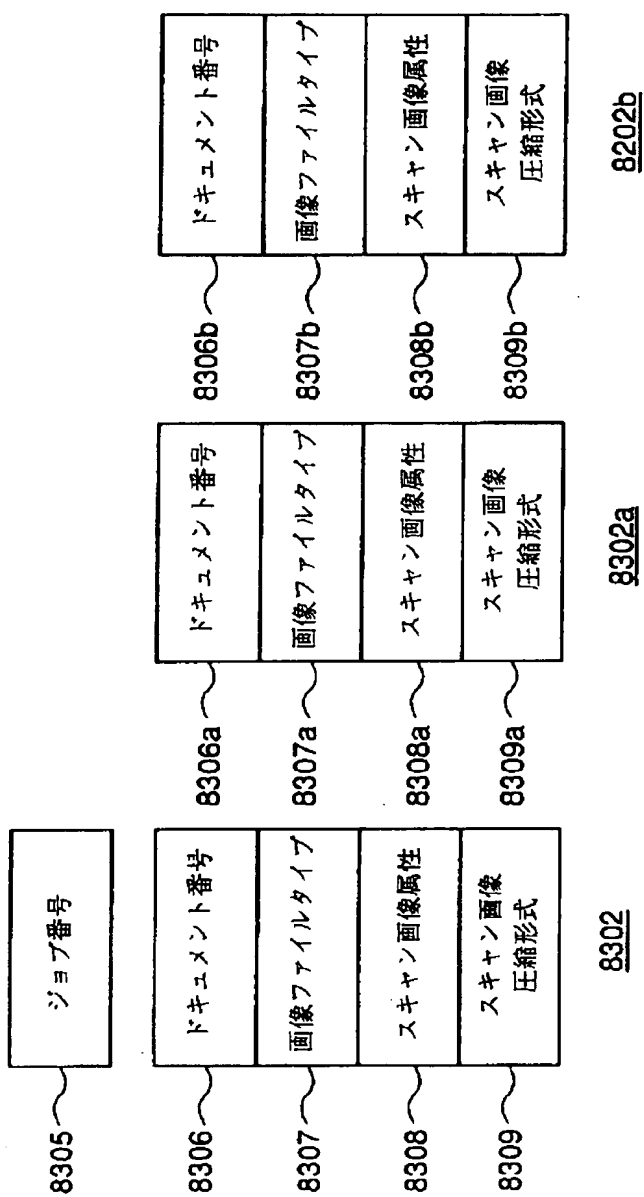 8305 ジョブ番号
8306 ドキュメント番号
8307 画像ファイルタイプ
8308 スキャン画像属性
8309 スキャン画像
圧縮形式
8302
8306a ドキュメント番号
8307a 画像ファイルタイプ
8308a スキャン画像属性
8309a スキャン画像
圧縮形式
8302a
8306b ドキュメント番号
8307b 画像ファイルタイプ
8308b スキャン画像属性
8309b スキャン画像
圧縮形式
8202b